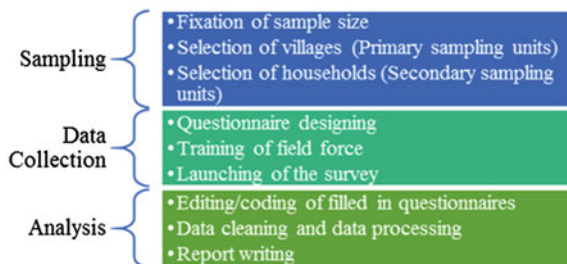 Sampling
• Fixation of sample size
• Selection of villages (Primary sampling units)
• Selection of households (Secondary sampling
units)
Data
Collection
• Questionnaire designing
• Training of field force
• Launching of the survey
Analysis
• Editing/coding of filled in questionnaires
• Data cleaning and data processing
• Report writing